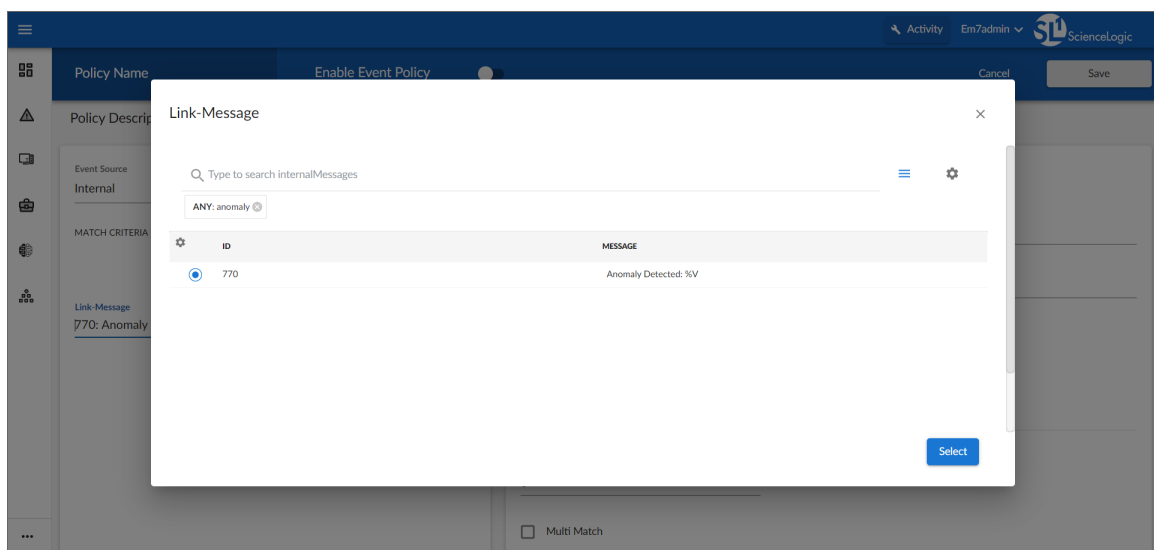 Activity
Em7admin
SL1 ScienceLogic
Policy Name
Enable Event Policy
Cancel
Save
Policy Descrip
Event Source
Internal
MATCH CRITERIA
Link-Message
770: Anomaly
Link-Message
Type to search internalMessages
ANY: anomaly
ID MESSAGE
770 Anomaly Detected: %V
Select
Multi Match